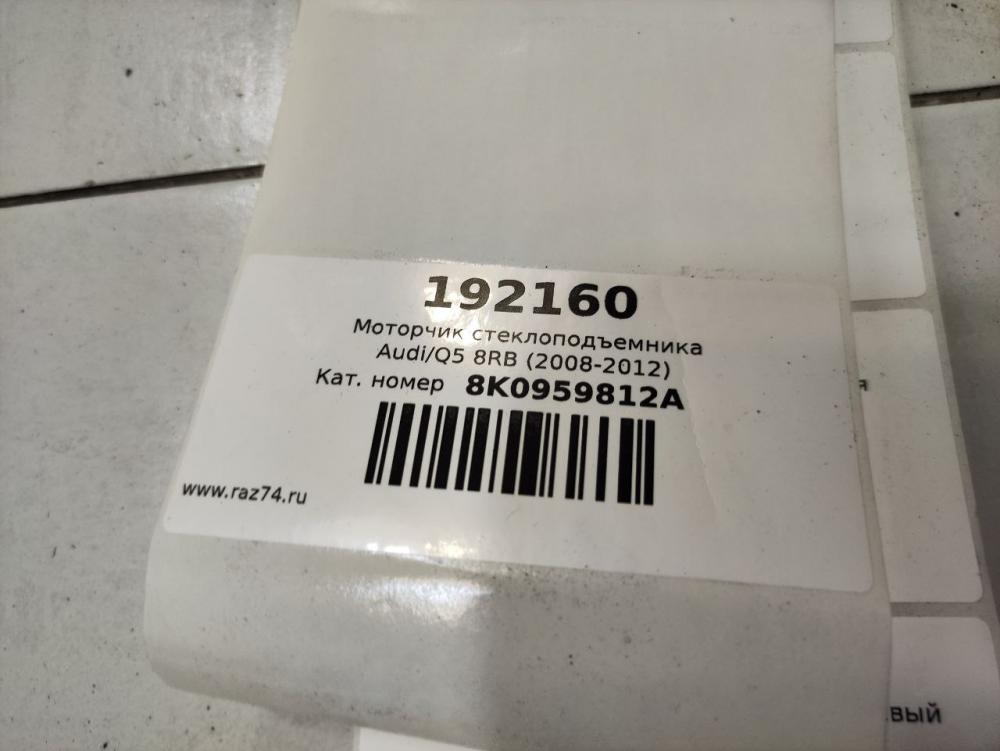 192160
Моторчик стеклоподъемника
Audi/Q5 8RB (2008-2012)
Кат. номер 8K0959812A
www.raz74.ru